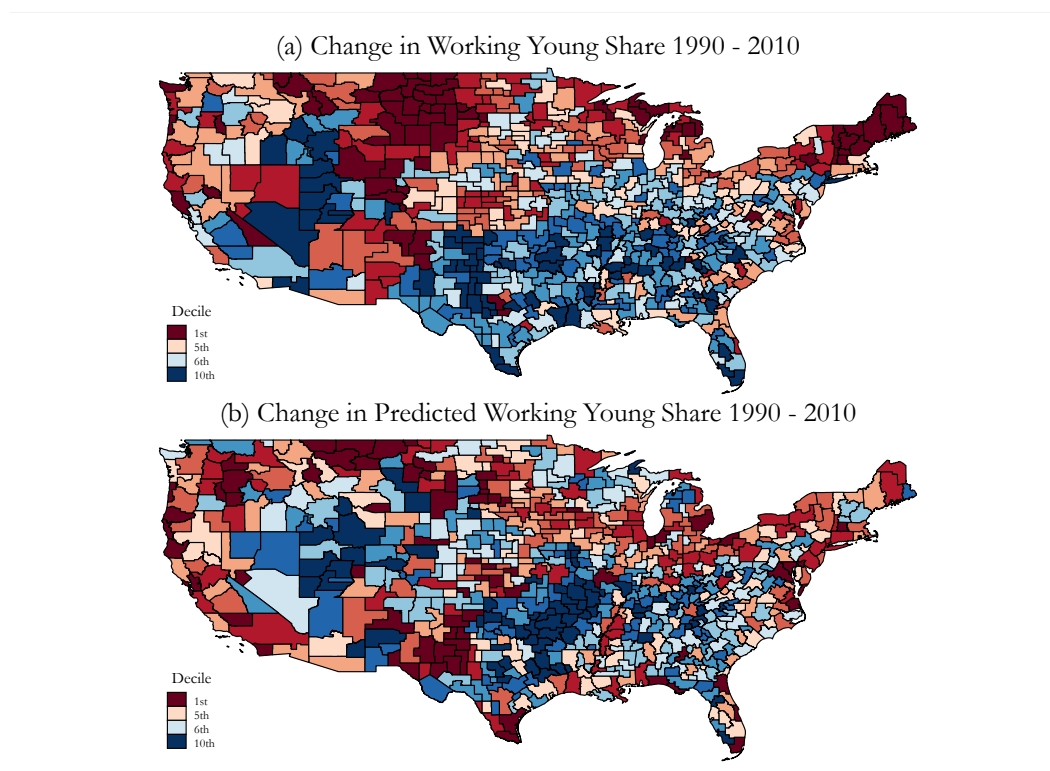 (a) Change in Working Young Share 1990 - 2010
Decile
1st
5th
6th
10th
(b) Change in Predicted Working Young Share 1990 - 2010
Decile
1st
5th
6th
10th